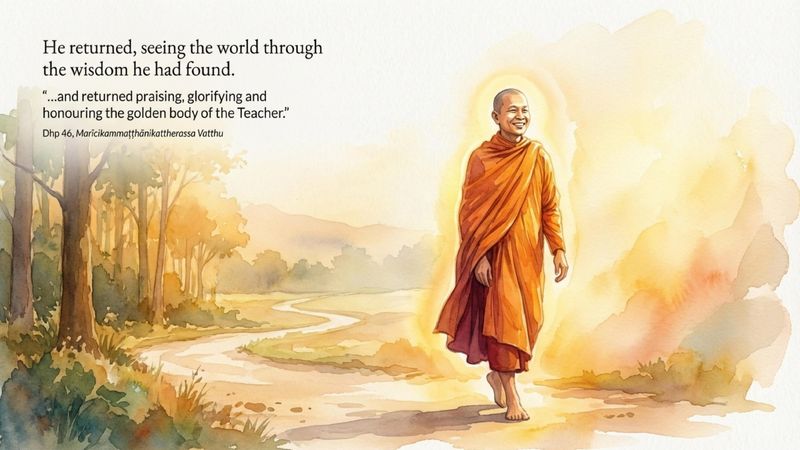 He returned, seeing the world through
the wisdom he had found.
“...and returned praising, glorifying and
honouring the golden body of the Teacher.”
Dhp 46, Marīcikammaṭṭhānikattherassa Vatthu